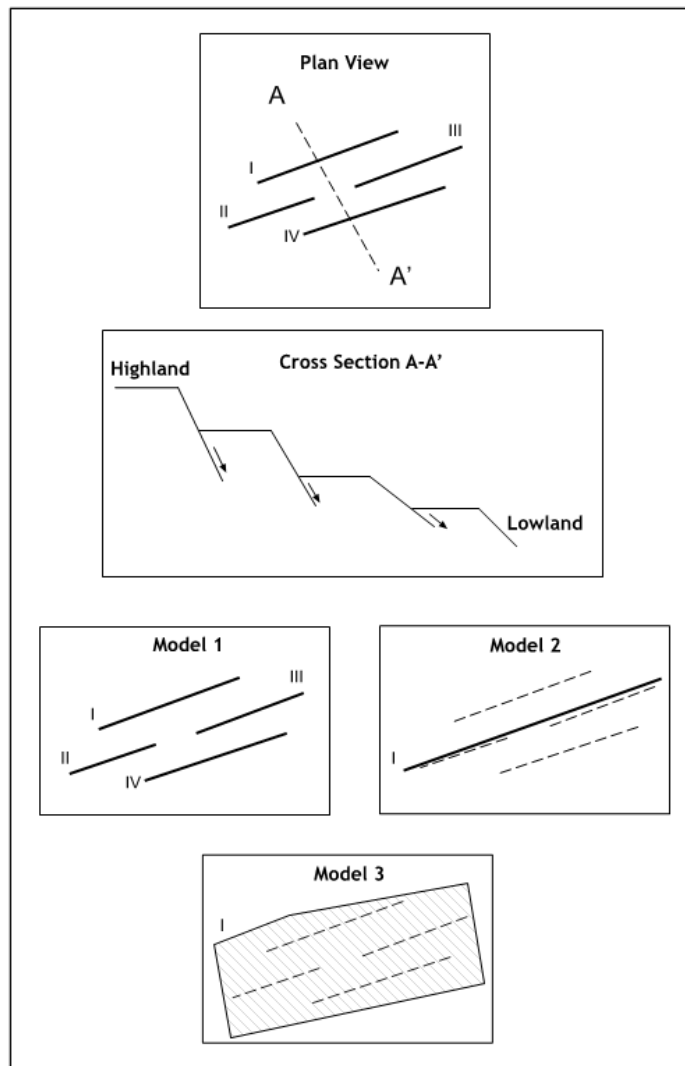 Plan View
A
III
I
II
IV
A'
Highland
Cross Section A-A'
Lowland
Model 1
III
I
II
IV
Model 2
I
Model 3
I